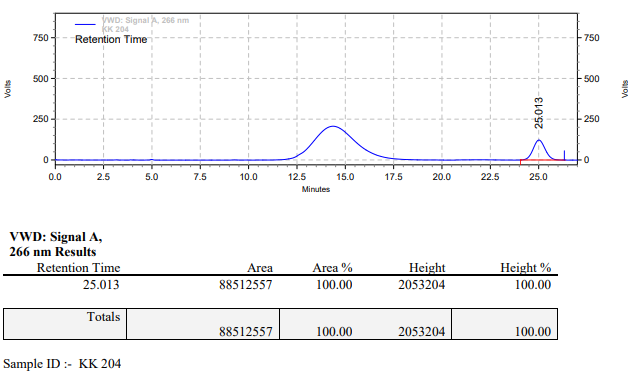 VWD: Signal A, 266 nm
KK 204
Retention Time
750
500
250
0
Volts
25.013
750
500
250
0
Volts
0.0 2.5 5.0 7.5 10.0 12.5 15.0 17.5 20.0 22.5 25.0
Minutes
VWD: Signal A,
266 nm Results
Retention Time Area Area % Height Height %
25.013 88512557 100.00 2053204 100.00
Totals
88512557 100.00 2053204 100.00
Sample ID :- KK 204